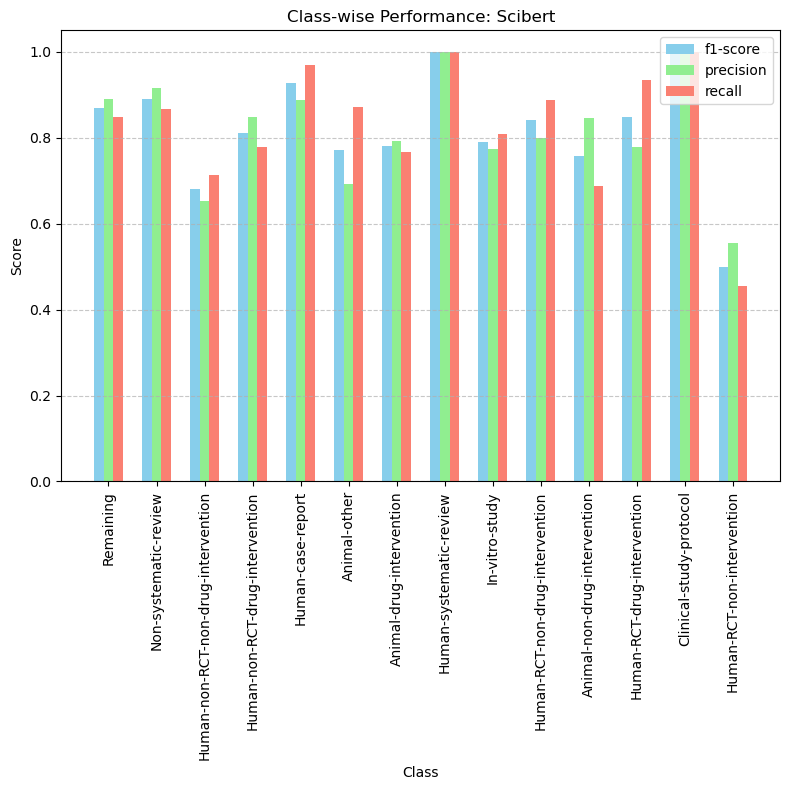 Class-wise Performance: Scibert
f1-score
precision
recall
Score
1.0
0.8
0.6
0.4
0.2
0.0
Remaining
Non-systematic-review
Human-non-RCT-non-drug-intervention
Human-non-RCT-drug-intervention
Human-case-report
Animal-other
Animal-drug-intervention
Human-systematic-review
In-vitro-study
Human-RCT-non-drug-intervention
Animal-non-drug-intervention
Human-RCT-drug-intervention
Clinical-study-protocol
Human-RCT-non-intervention
Class